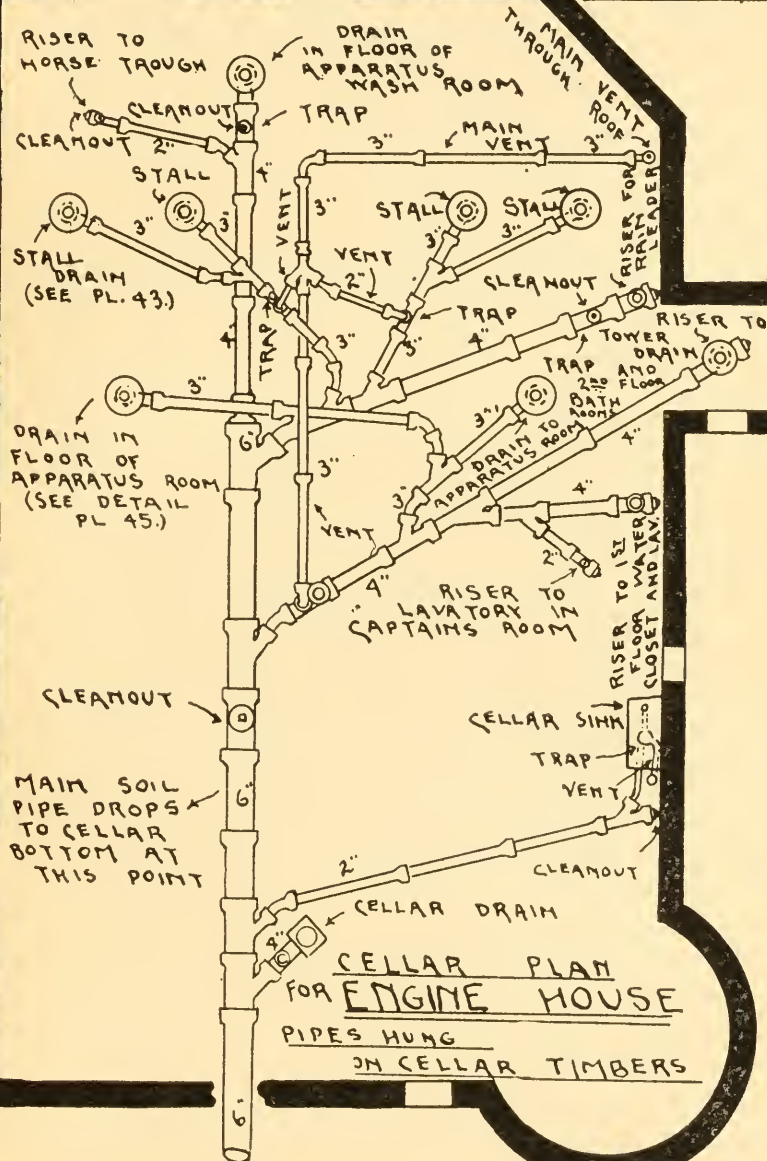 RISER TO
HORSE TROUGH
CLEANOUT
CLEANOUT
2"
DRAIN
IN FLOOR OF
APPARATUS
WASH ROOM
TRAP
4"
MAIN VENT
THROUGH
ROOF
3"
MAIN
VENT
3"
STALL
3"
3"
STALL
DRAIN
(SEE PL. 43.)
VENT
3"
STALL
STALL
3"
3"
VENT
2"
CLEANOUT
RISER FOR
RAIN
LEADER
TRAP
TRAP
4"
3"
3"
4"
TRAP
RISER TO
TOWER
DRAIN
AND
2ND FLOOR
BATH
ROOMS
3"
DRAIN IN
FLOOR OF
APPARATUS ROOM
(SEE DETAIL
PL 45.)
6"
3"
3"
DRAIN TO
APPARATUS ROOM
4"
3"
VENT
4"
4"
2"
RISER TO
LAVATORY IN
CAPTAINS ROOM
RISER TO 1ST
FLOOR WATER
CLOSET AND LAV.
CLEANOUT
CELLAR SINK
TRAP
VENT
MAIN SOIL
PIPE DROPS
TO CELLAR
BOTTOM AT
THIS POINT
6"
2"
CLEANOUT
CELLAR DRAIN
4"
CELLAR PLAN
FOR ENGINE HOUSE
PIPES HUNG
ON CELLAR TIMBERS
6"